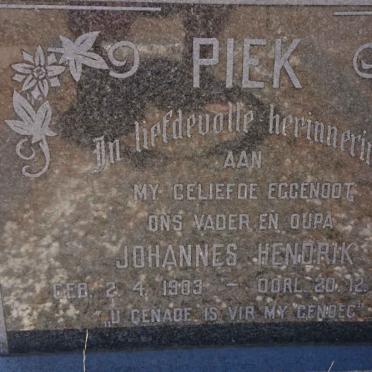 PIEK
In liefdevolle herinnerin
AAN
MY GELIEFDE EGGENOOT,
ONS VADER EN OUPA
JOHANNES HENDRIK
GEB. 2. 4. 1903 – OORL. 20. 12.
„U GENADE IS VIR MY GENOEG"